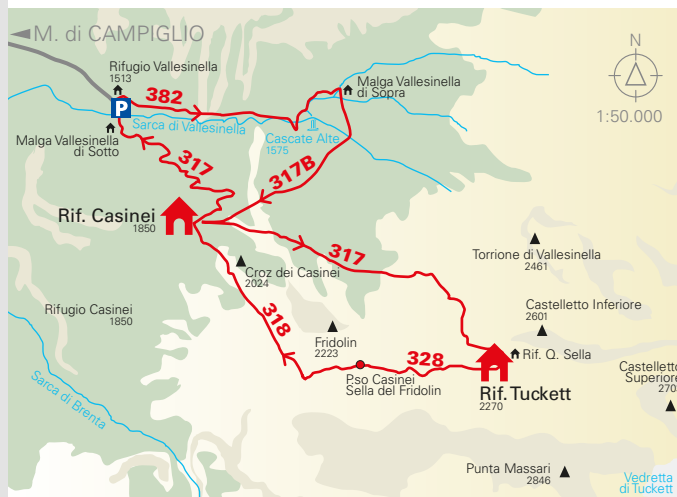 M. di CAMPIGLIO
N
1:50.000
Rifugio Vallesinella
1513
P
382
Malga Vallesinella
di Sopra
Sarca di Vallesinella
Cascate Alte
1575
Malga Vallesinella
di Sotto
317
317B
Rif. Casinei
1850
317
Croz dei Casinei
2024
Torrione di Vallesinella
2461
Rifugio Casinei
1850
318
Castelletto Inferiore
2601
Fridolin
2223
328
Rif. Q. Sella
P.so Casinei
Sella del Fridolin
Rif. Tuckett
2270
Castelletto
Superiore
Sarca di Brenta
Punta Massari
2846
Vedretta
di Tuckett